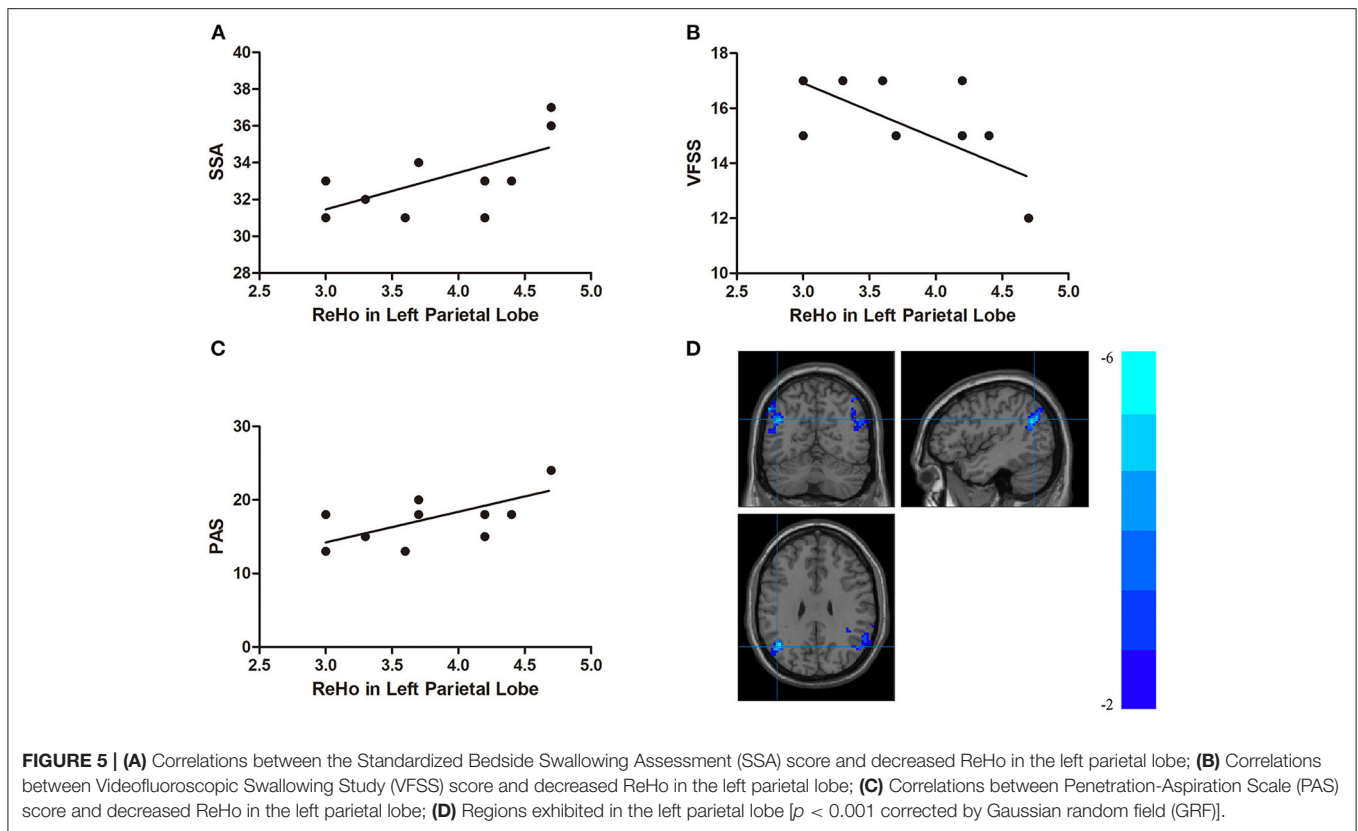 A
40
38
36
34
32
30
28
SSA
2.5 3.0 3.5 4.0 4.5 5.0
ReHo in Left Parietal Lobe
B
18
16
14
12
10
VFSS
2.5 3.0 3.5 4.0 4.5 5.0
ReHo in Left Parietal Lobe
C
30
20
10
0
PAS
2.5 3.0 3.5 4.0 4.5 5.0
ReHo in Left Parietal Lobe
D
-6
-2
FIGURE 5 | (A) Correlations between the Standardized Bedside Swallowing Assessment (SSA) score and decreased ReHo in the left parietal lobe; (B) Correlations
between Videofluoroscopic Swallowing Study (VFSS) score and decreased ReHo in the left parietal lobe; (C) Correlations between Penetration-Aspiration Scale (PAS)
score and decreased ReHo in the left parietal lobe; (D) Regions exhibited in the left parietal lobe [p < 0.001 corrected by Gaussian random field (GRF)].